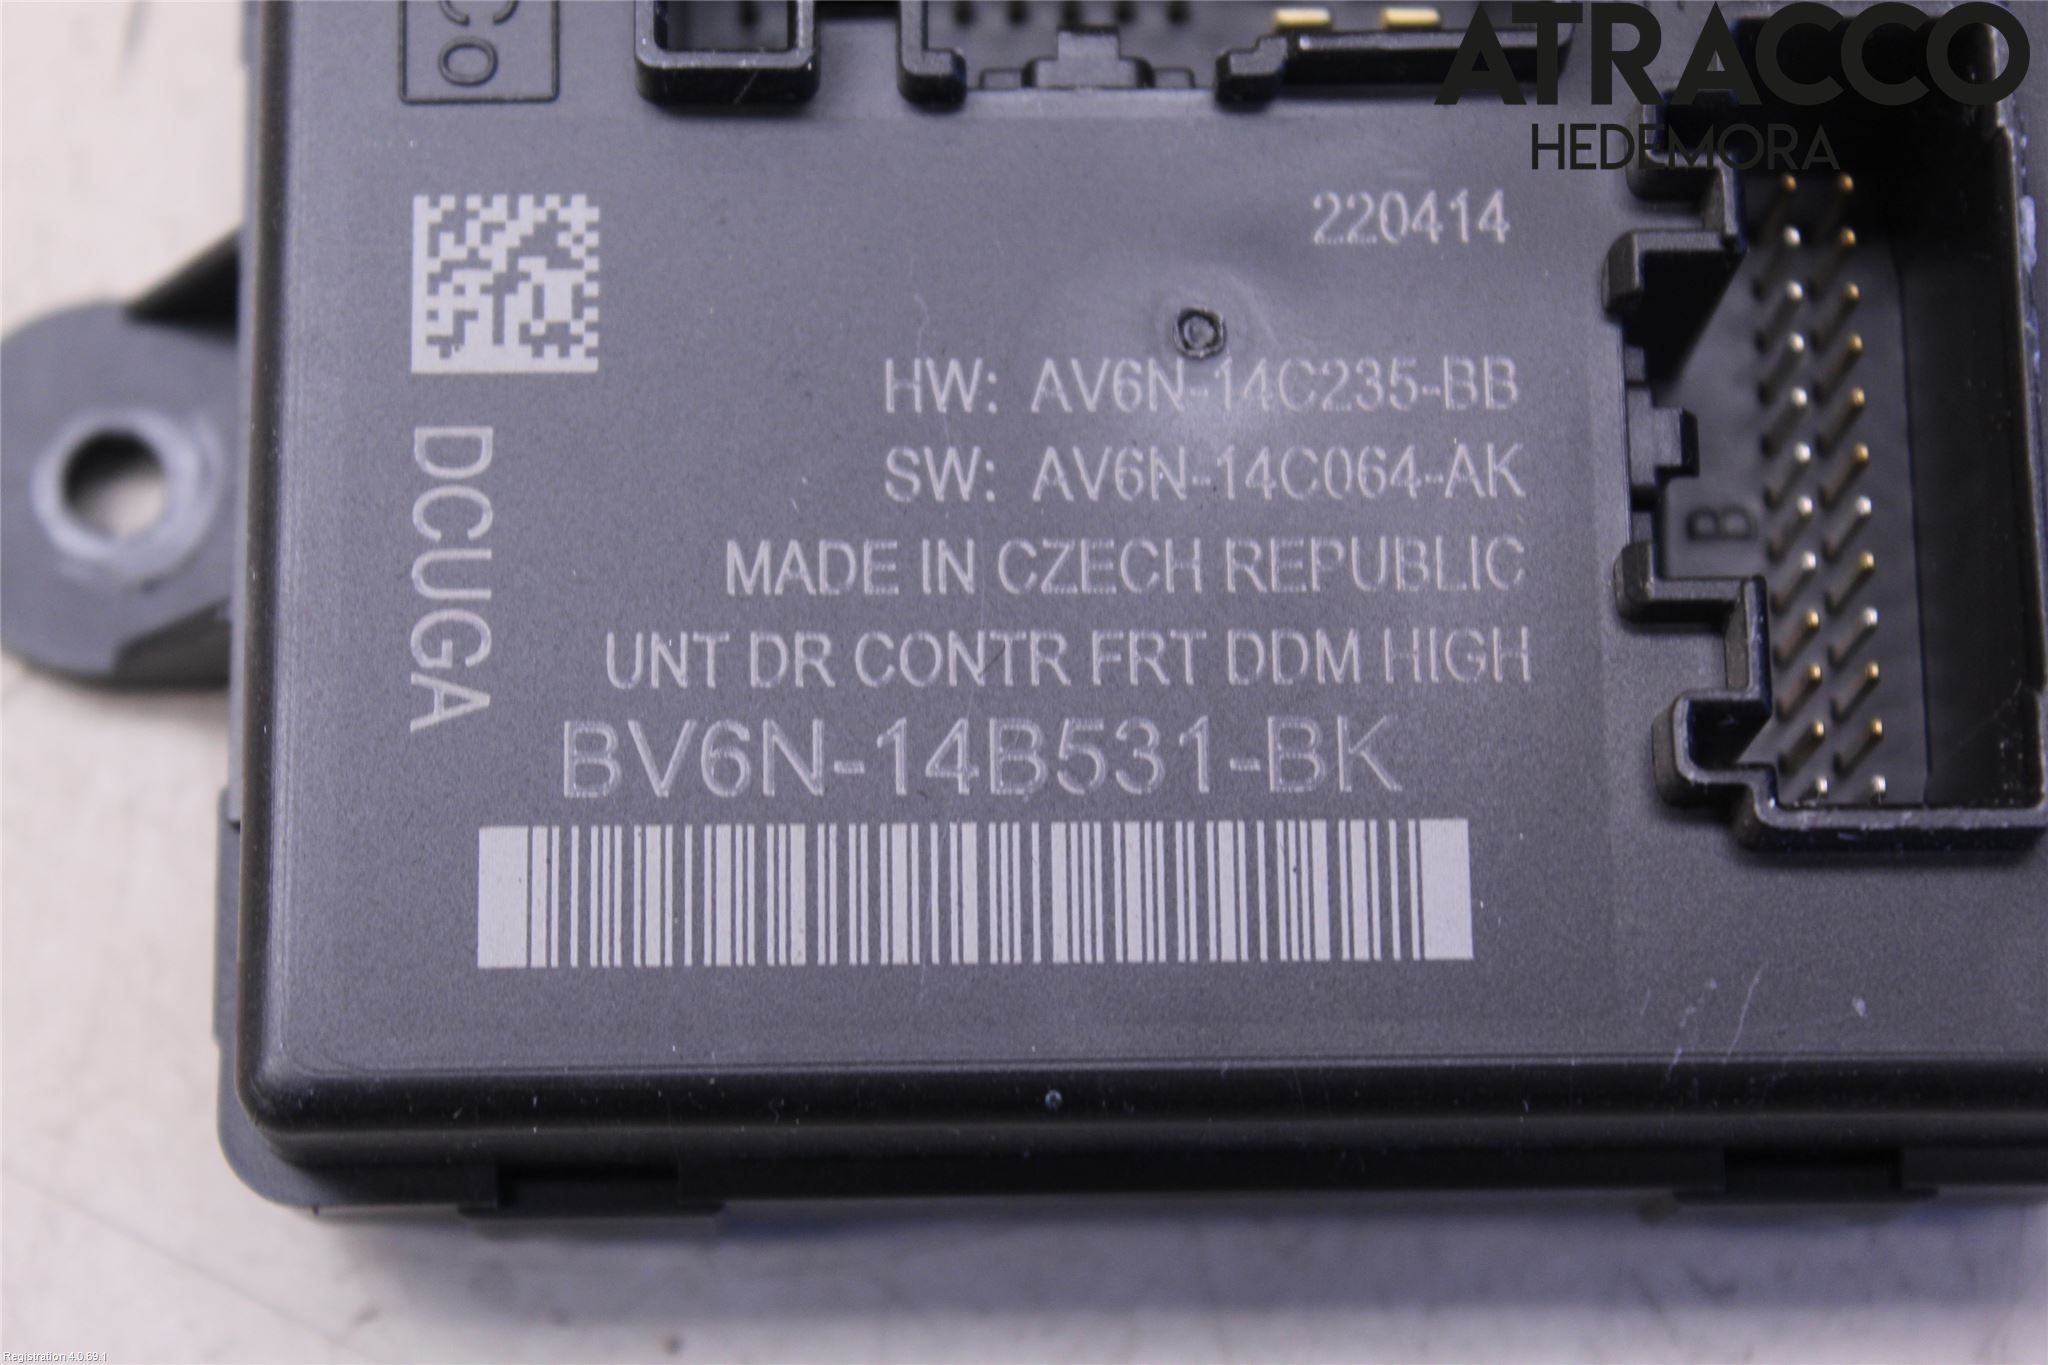 CO
ATRACCO
HEDEMORA
220414
HW: AV6N-14C235-BB
SW: AV6N-14C064-AK
MADE IN CZECH REPUBLIC
UNT DR CONTR FRT DDM HIGH
BV6N-14B531-BK
DCUGA
B
Registration 4.0.69.1